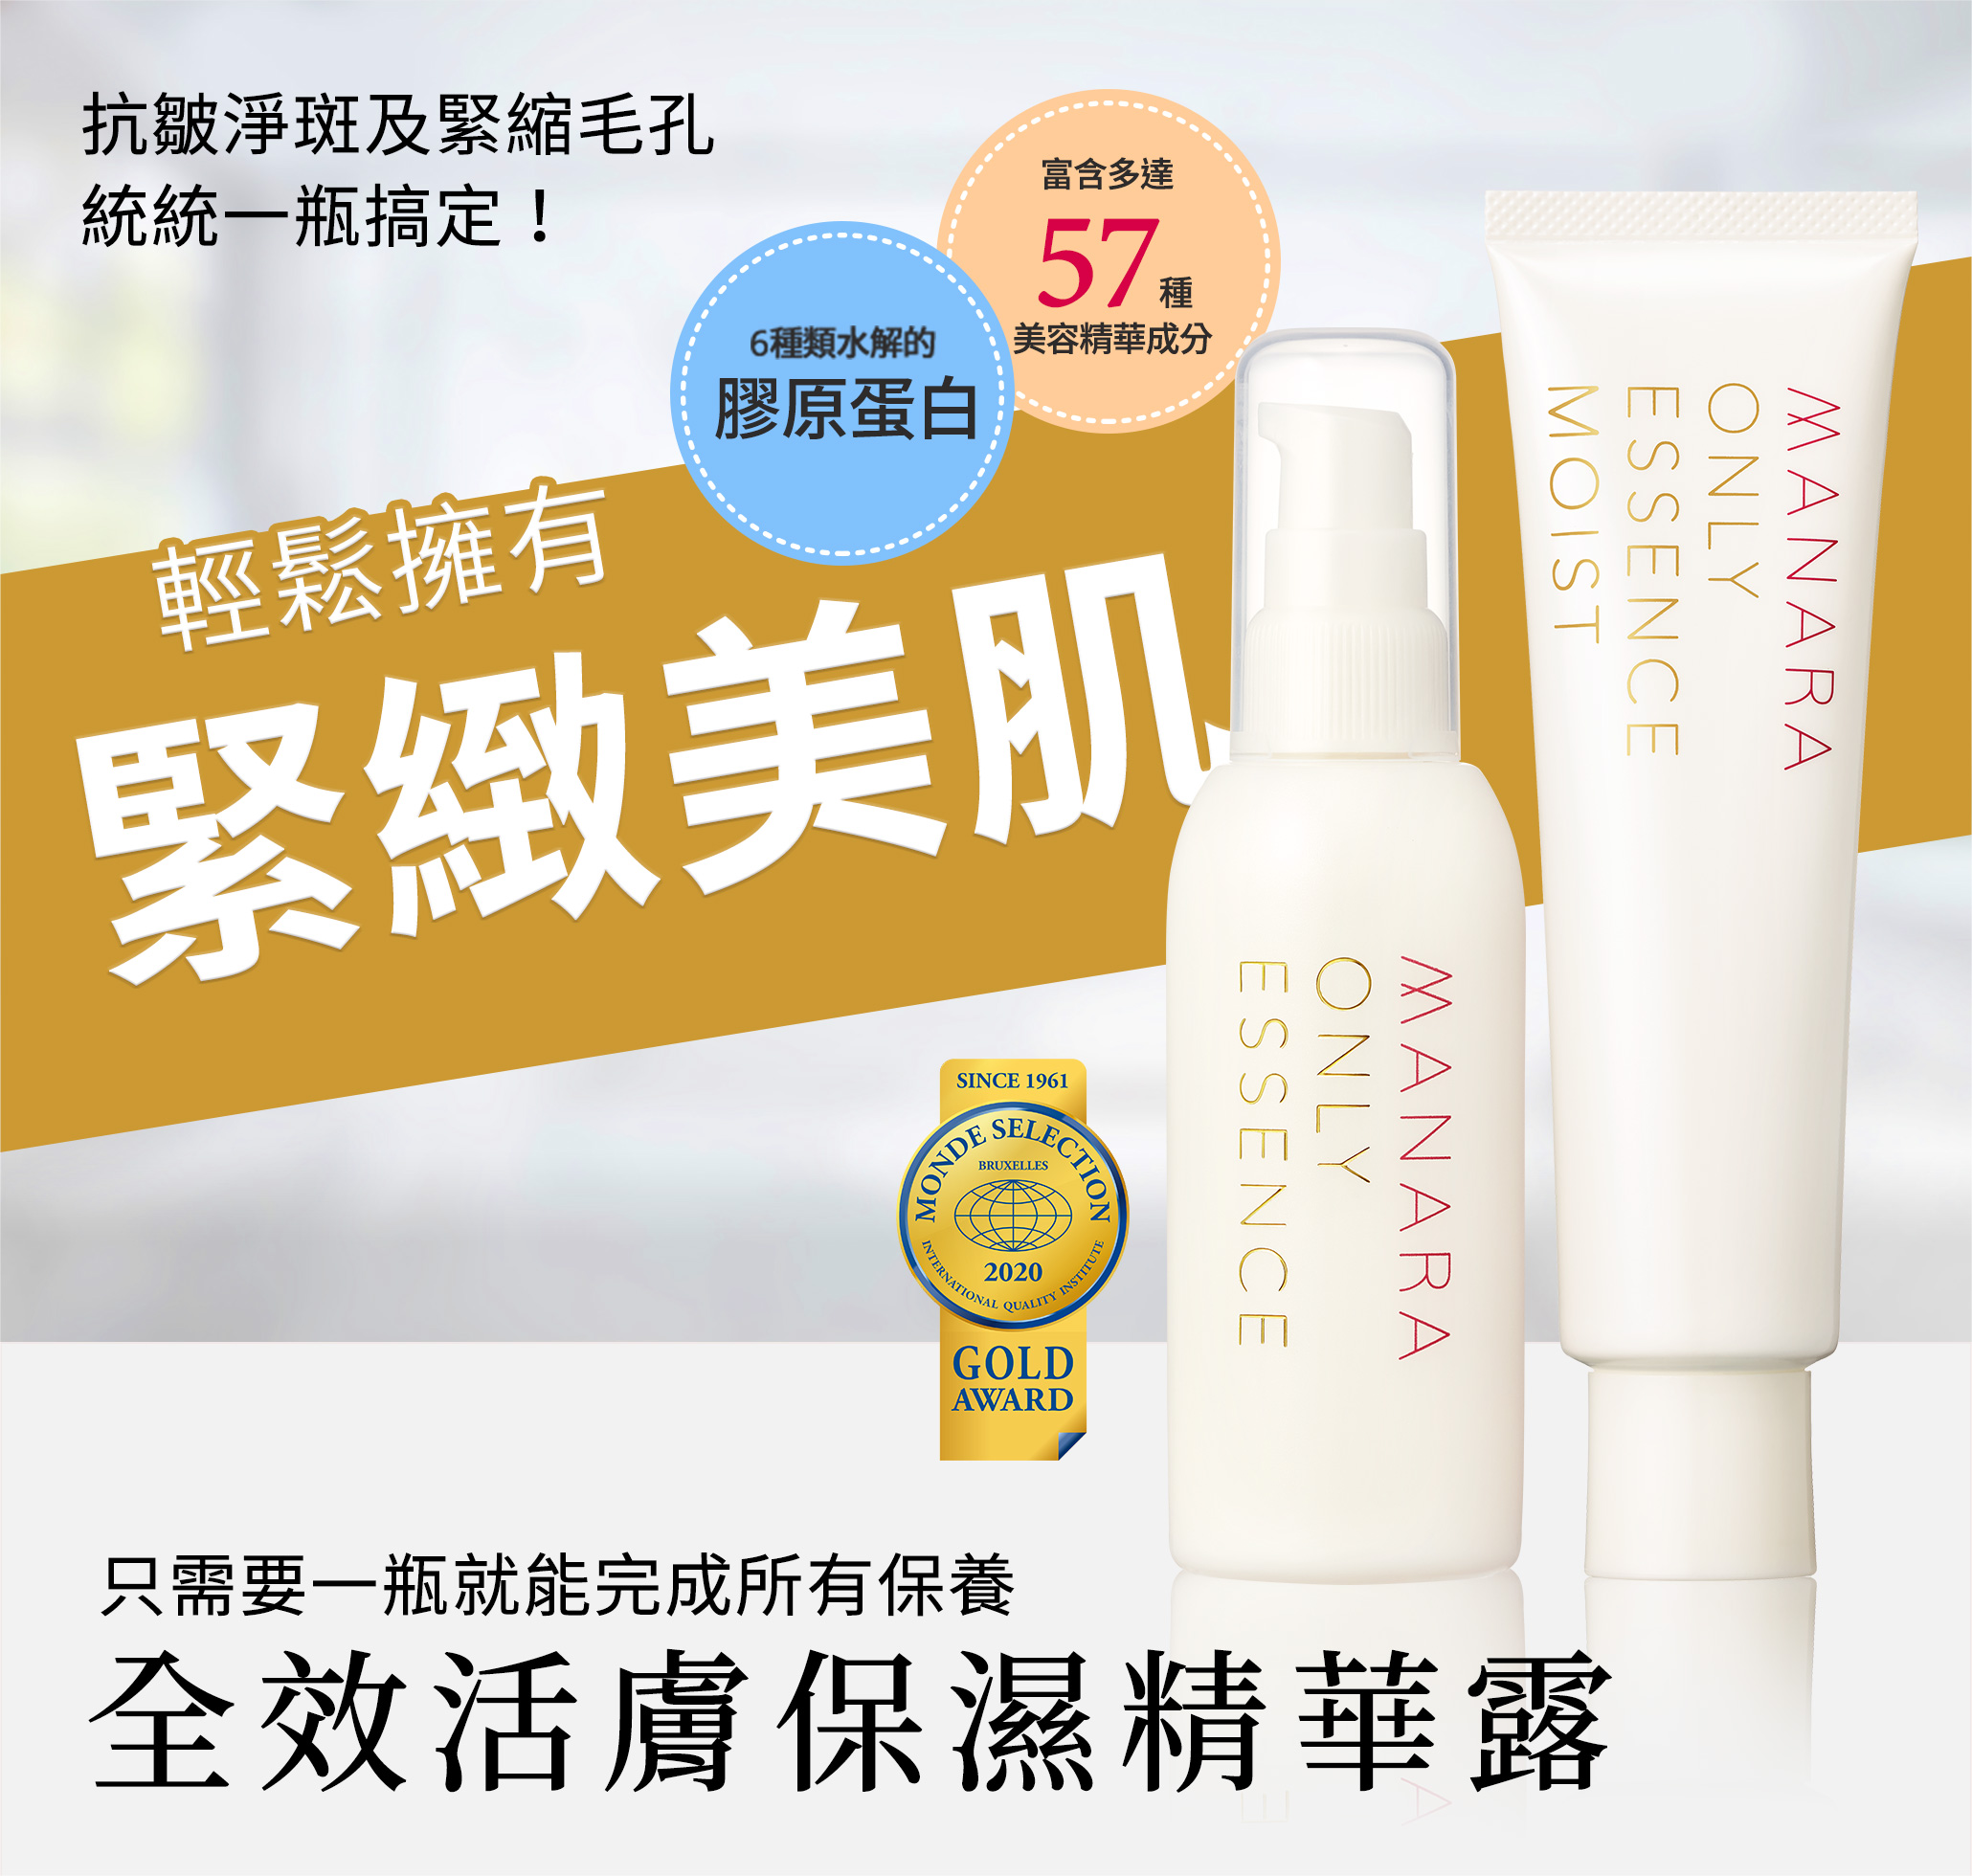 抗皺淨斑及緊縮毛孔
統統一瓶搞定！
富含多達
57種
美容精華成分
6種類水解的
膠原蛋白
輕鬆擁有
緊緻美肌
MANARA
ONLY
ESSENCE
MOIST
MANARA
ONLY
ESSENCE
SINCE 1961
MONDE SELECTION
BRUXELLES
2020
INTERNATIONAL QUALITY INSTITUTE
GOLD
AWARD
只需要一瓶就能完成所有保養
全效活膚保濕精華露